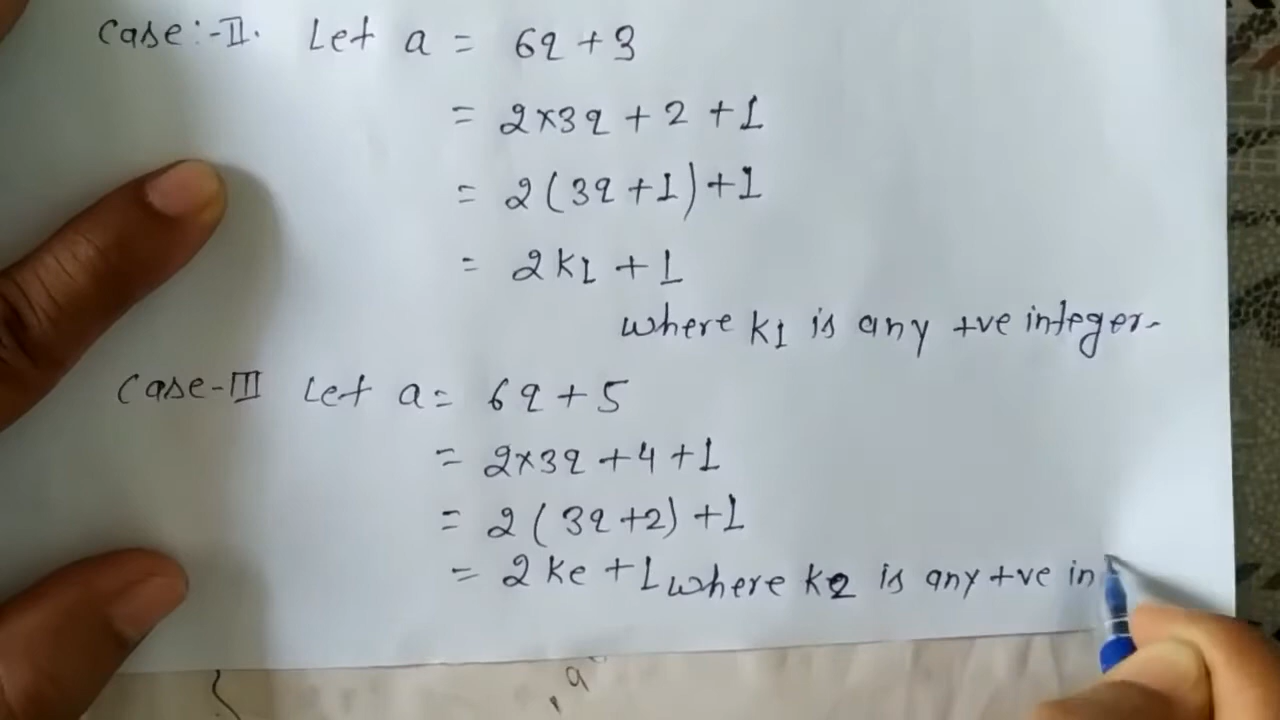 Case:-II. Let a = 6q + 3
= 2×3q + 2 + 1
= 2(3q + 1) + 1
= 2k1 + 1
where k1 is any +ve integer.
Case-III Let a = 6q + 5
= 2×3q + 4 + 1
= 2(3q + 2) + 1
= 2ke + 1 where k2 is any +ve in
a